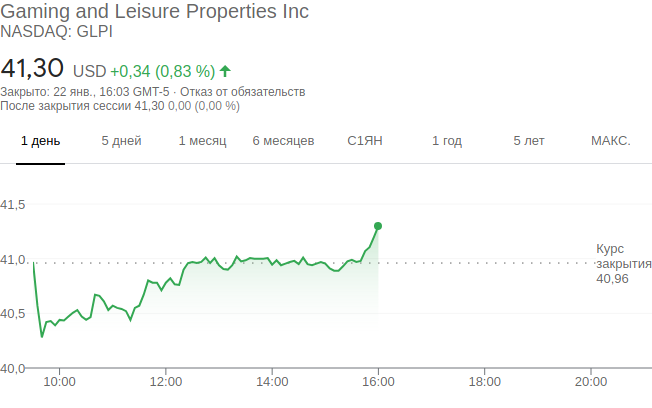 Gaming and Leisure Properties Inc
NASDAQ: GLPI
41,30 USD +0,34 (0,83 %)
Закрыто: 22 янв., 16:03 GMT-5 · Отказ от обязательств
После закрытия сессии 41,30 0,00 (0,00 %)
1 день 5 дней 1 месяц 6 месяцев С1ЯН 1 год 5 лет МАКС.
41,5
41,0
40,5
40,0
Курс
закрытия
40,96
10:00 12:00 14:00 16:00 18:00 20:00